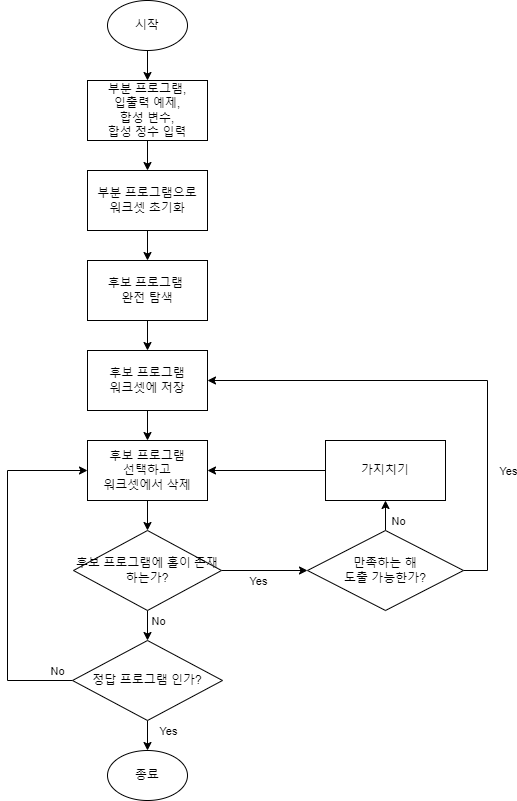 시작
부분 프로그램,
입출력 예제,
합성 변수,
합성 정수 입력
부분 프로그램으로
워크셋 초기화
후보 프로그램
완전 탐색
후보 프로그램
워크셋에 저장
후보 프로그램
선택하고
워크셋에서 삭제
가지치기
Yes
No
후보 프로그램에 홀이 존재
하는가?
Yes
만족하는 해
도출 가능한가?
No
No
정답 프로그램 인가?
Yes
종료